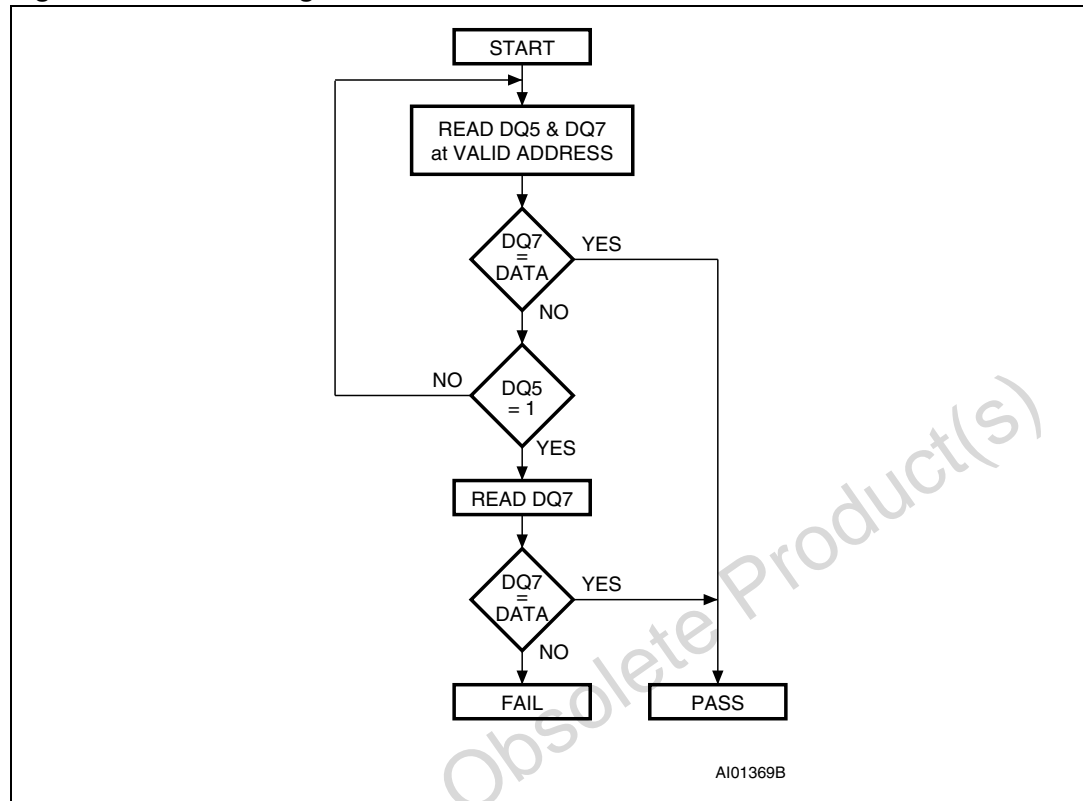 START
READ DQ5 & DQ7
at VALID ADDRESS
DQ7
=
DATA
YES
NO
DQ5
= 1
NO
YES
READ DQ7
DQ7
=
DATA
YES
NO
FAIL
PASS
AI01369B
Obsolete Product(s)